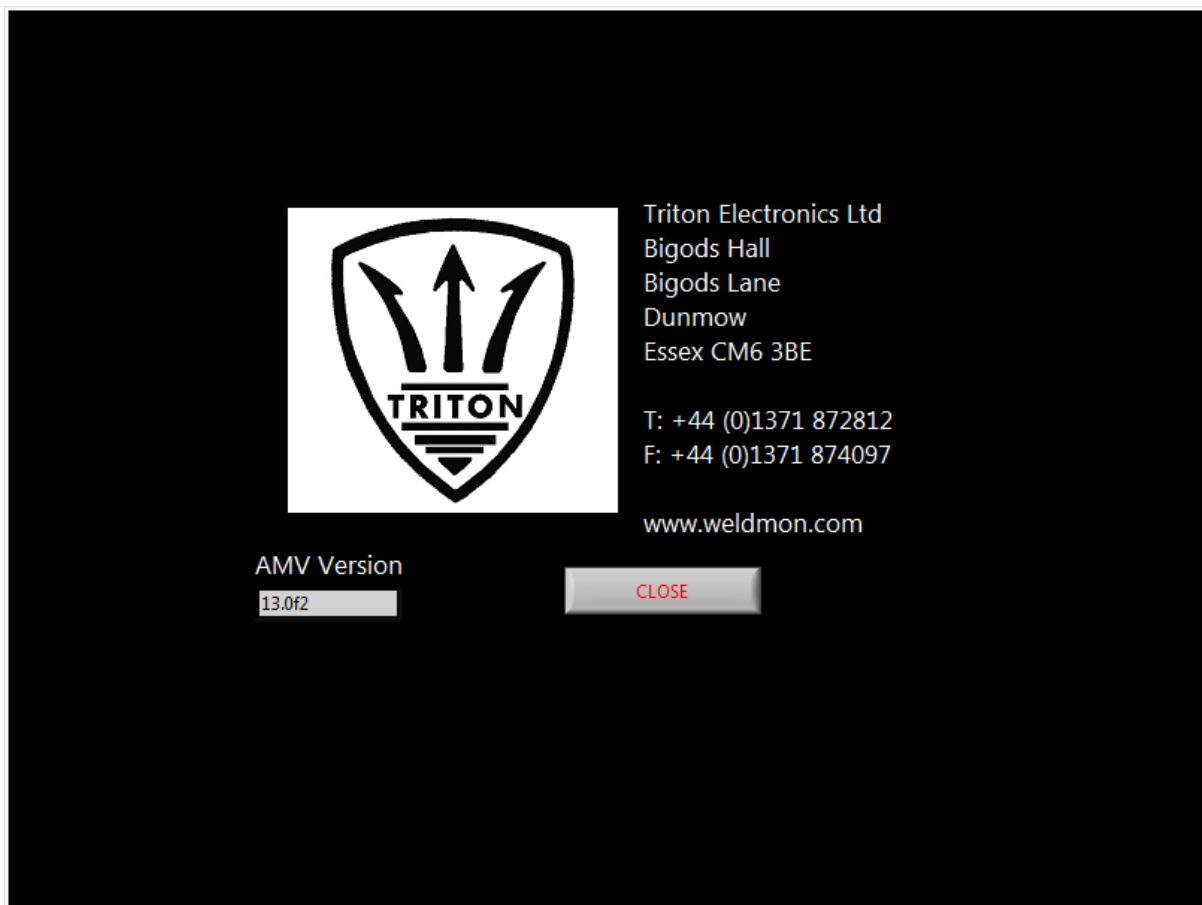 Triton Electronics Ltd
Bigods Hall
Bigods Lane
Dunmow
Essex CM6 3BE
T: +44 (0)1371 872812
F: +44 (0)1371 874097
www.weldmon.com
TRITON
AMV Version
13.0f2
CLOSE